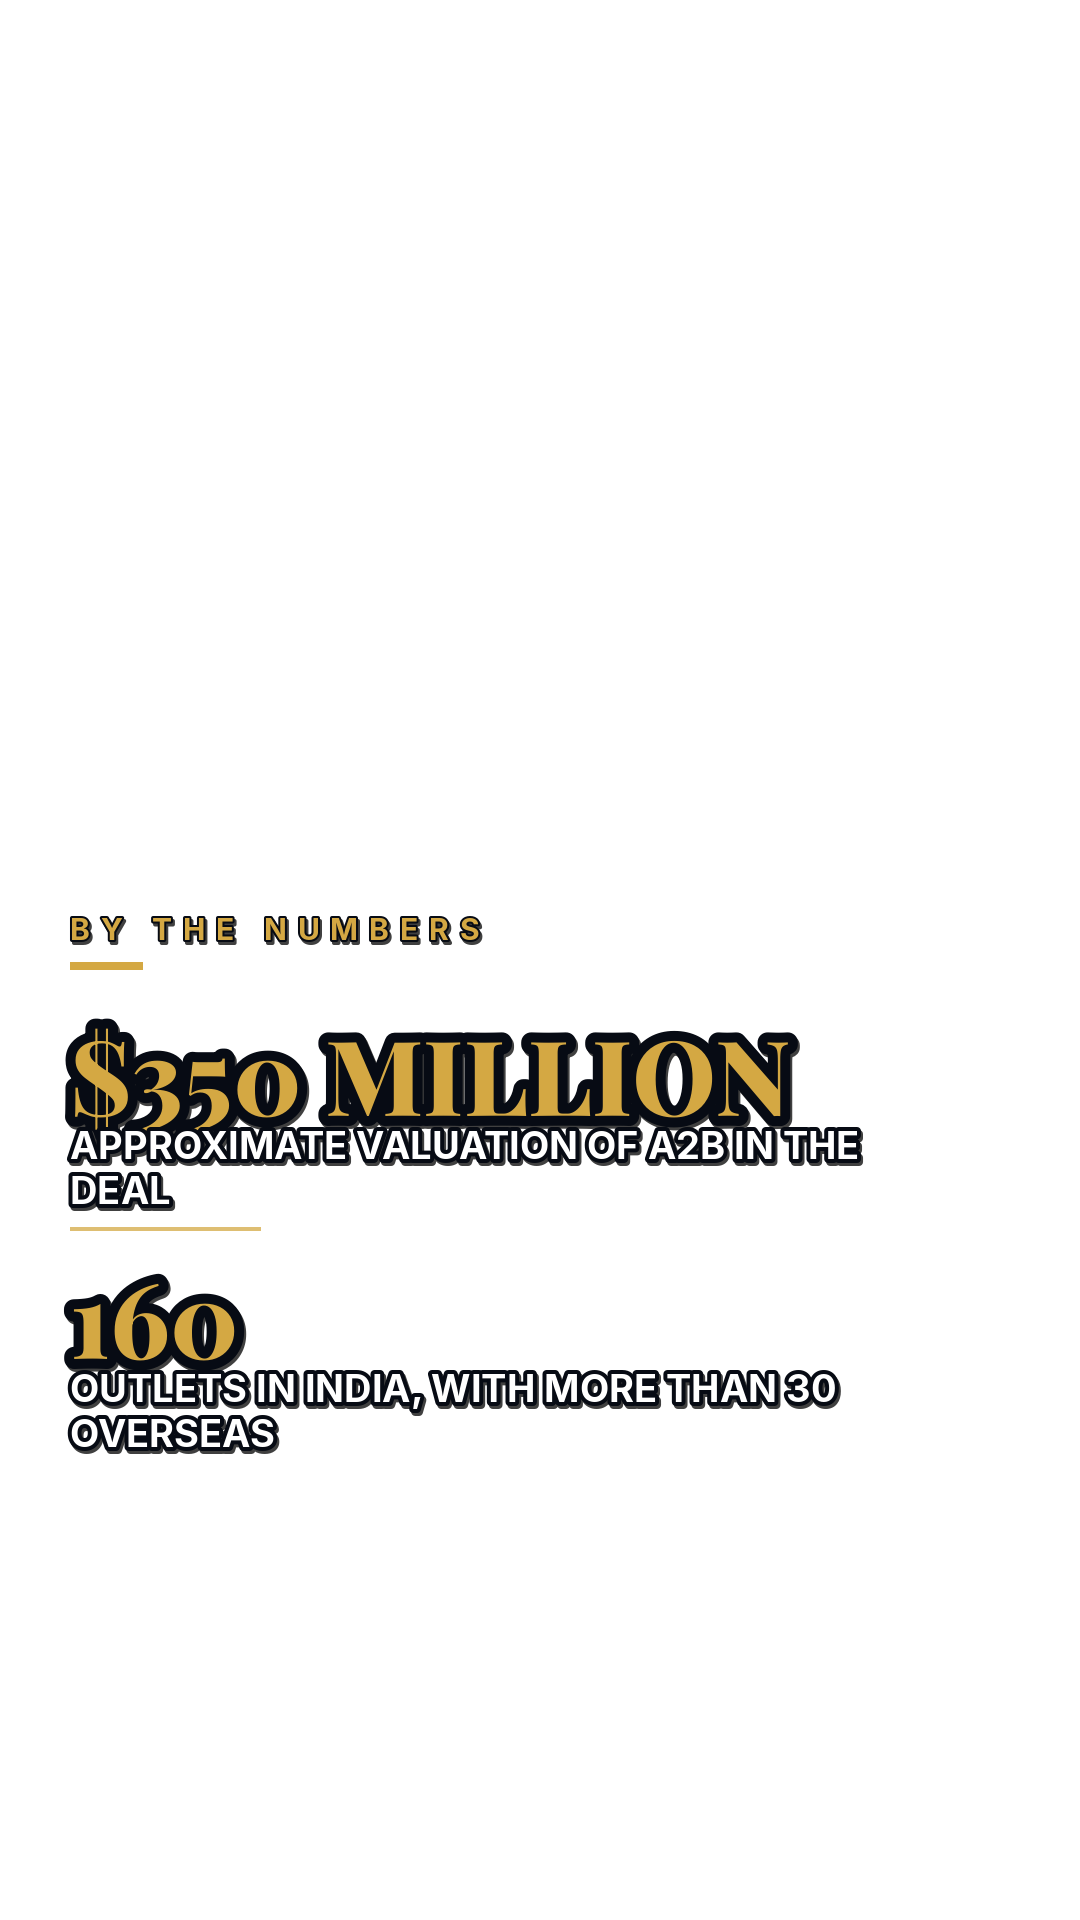 BY THE NUMBERS
$350 MILLION
APPROXIMATE VALUATION OF A2B IN THE
DEAL
160
OUTLETS IN INDIA, WITH MORE THAN 30
OVERSEAS